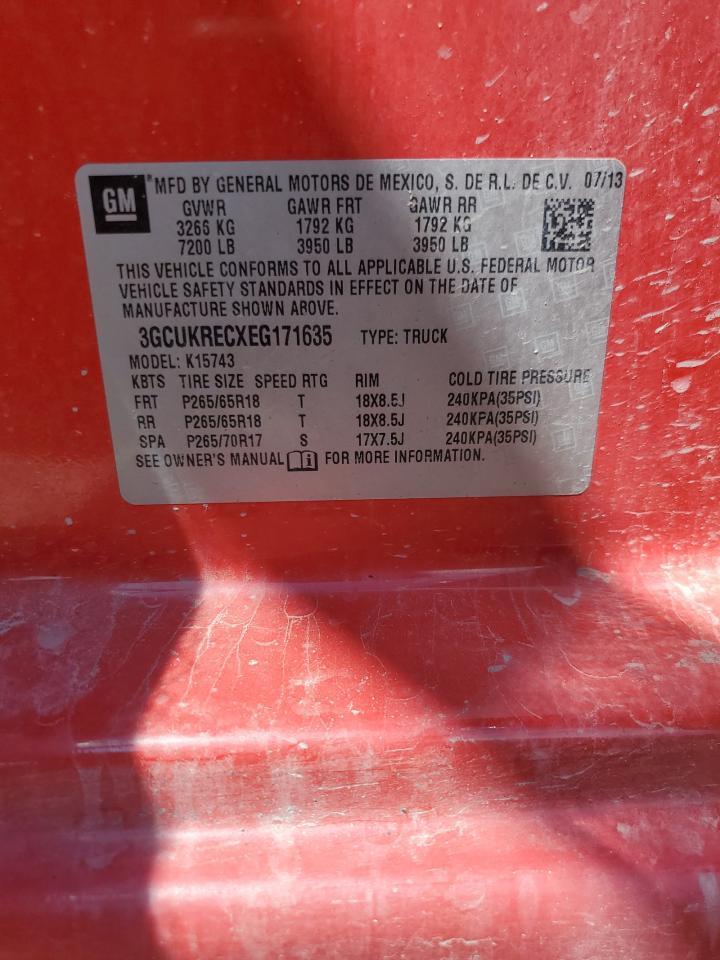 GM
*MFD BY GENERAL MOTORS DE MEXICO, S. DE R.L. DE C.V. 07/13
GVWR GAWR FRT GAWR RR
3266 KG 1792 KG 1792 KG
7200 LB 3950 LB 3950 LB
THIS VEHICLE CONFORMS TO ALL APPLICABLE U.S. FEDERAL MOTOR
VEHICLE SAFETY STANDARDS IN EFFECT ON THE DATE OF
MANUFACTURE SHOWN ABOVE.
3GCUKRECXEG171635 TYPE: TRUCK
MODEL: K15743
KBTS TIRE SIZE SPEED RTG RIM COLD TIRE PRESSURE
FRT P265/65R18 T 18X8.5J 240KPA(35PSI)
RR P265/65R18 T 18X8.5J 240KPA(35PSI)
SPA P265/70R17 S 17X7.5J 240KPA(35PSI)
SEE OWNER'S MANUAL i FOR MORE INFORMATION.